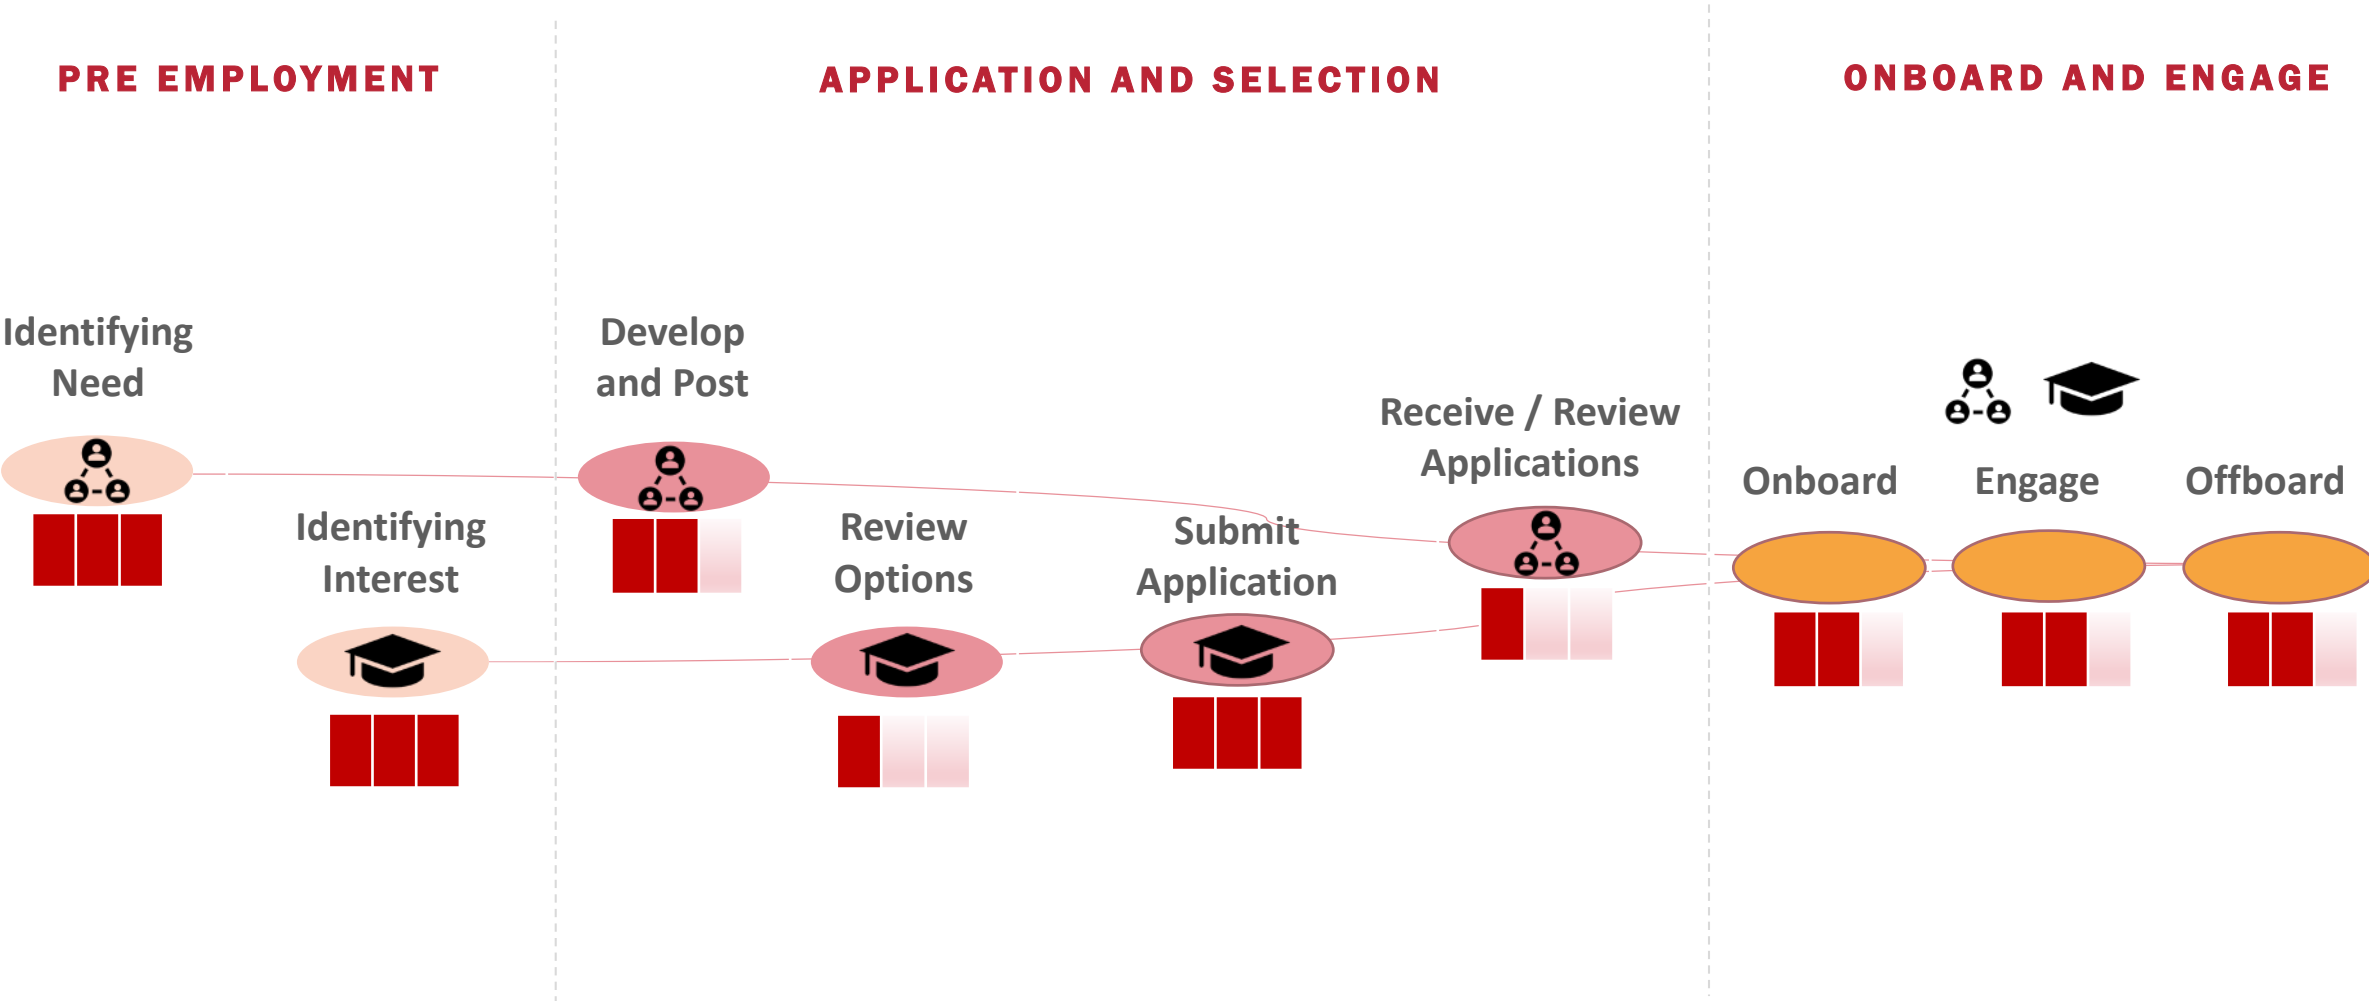 PRE EMPLOYMENT
APPLICATION AND SELECTION
ONBOARD AND ENGAGE
Identifying
Need
Identifying
Interest
Develop
and Post
Review
Options
Submit
Application
Receive / Review
Applications
Onboard
Engage
Offboard